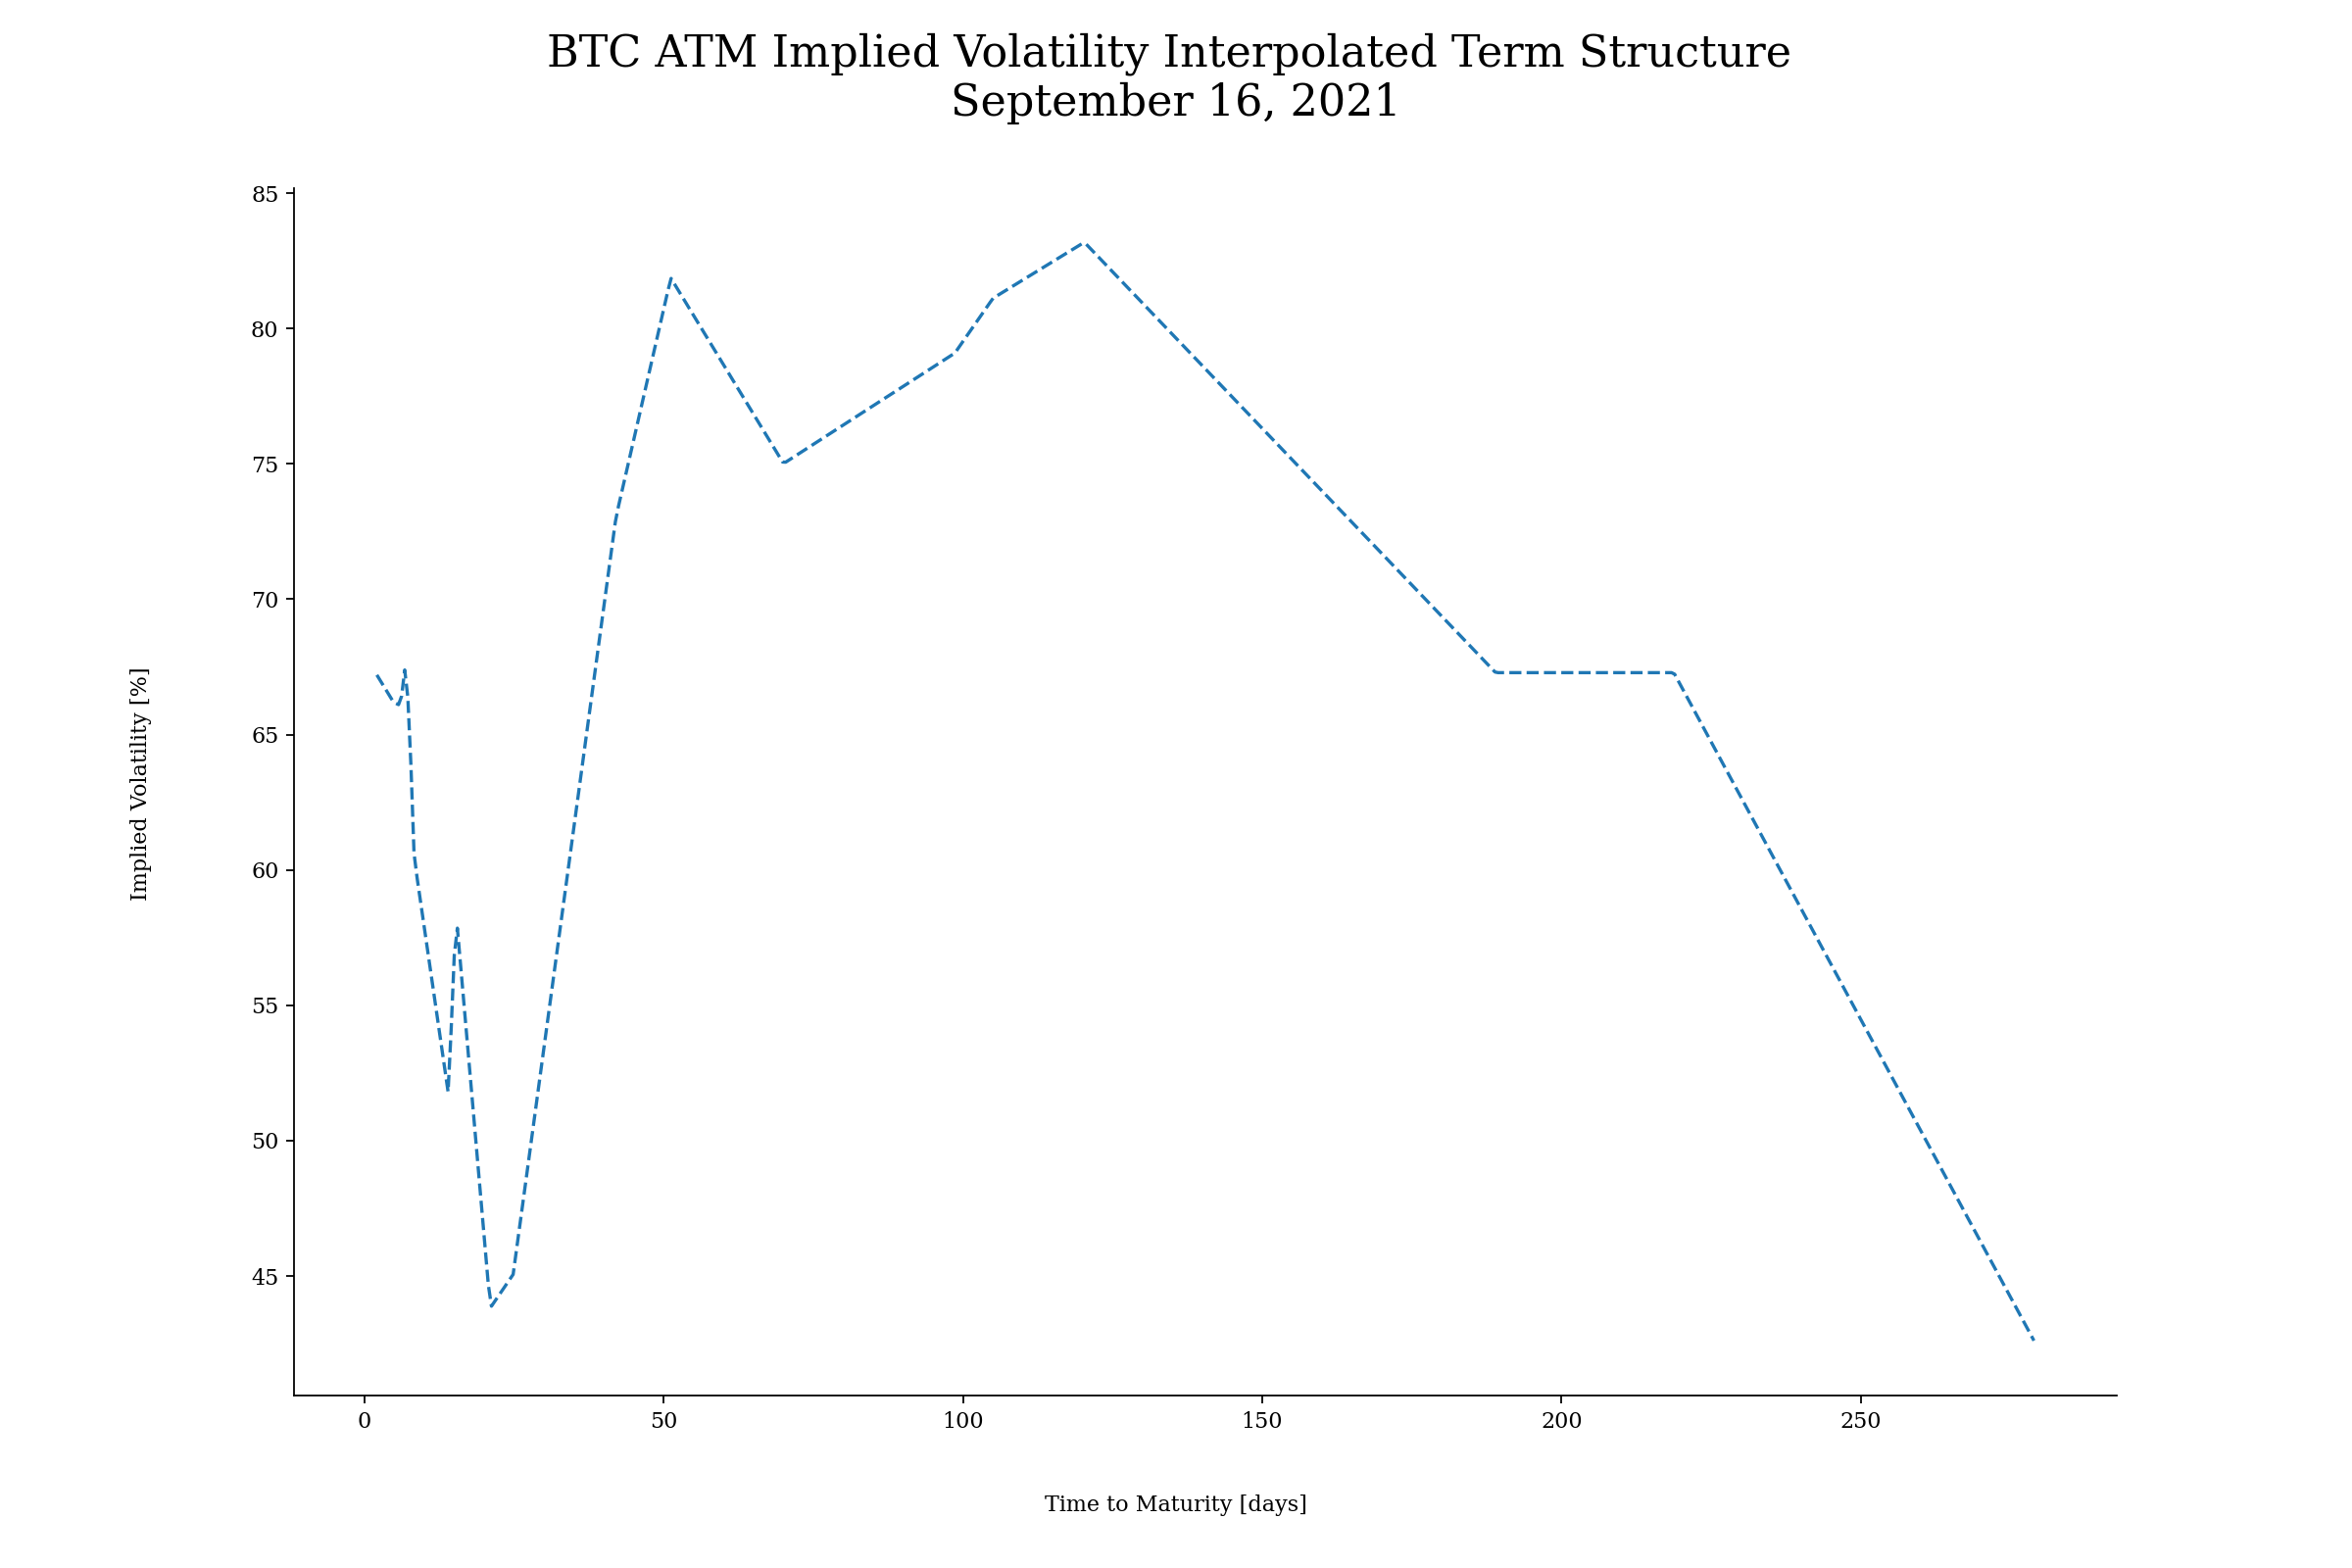 BTC ATM Implied Volatility Interpolated Term Structure
September 16, 2021
85
80
75
70
65
60
55
50
45
Implied Volatility [%]
0 50 100 150 200 250
Time to Maturity [days]